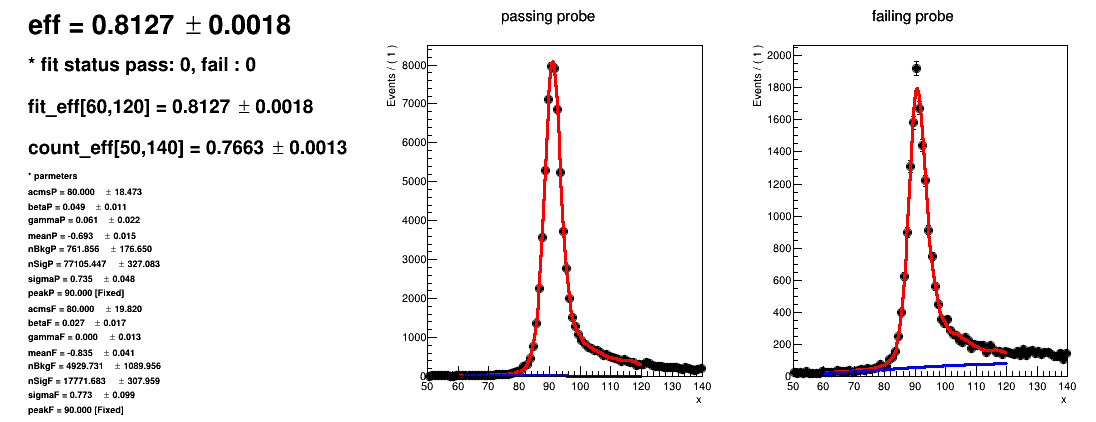 eff = 0.8127 ± 0.0018
* fit status pass: 0, fail : 0
fit_eff[60,120] = 0.8127 ± 0.0018
count_eff[50,140] = 0.7663 ± 0.0013
* parmeters
acmsP = 80.000 ± 18.473
betaP = 0.049 ± 0.011
gammaP = 0.061 ± 0.022
meanP = -0.693 ± 0.015
nBkgP = 761.856 ± 176.650
nSigP = 77105.447 ± 327.083
sigmaP = 0.735 ± 0.048
peakP = 90.000 [Fixed]
acmsF = 80.000 ± 19.820
betaF = 0.027 ± 0.017
gammaF = 0.000 ± 0.013
meanF = -0.835 ± 0.041
nBkgF = 4929.731 ± 1089.956
nSigF = 17771.683 ± 307.959
sigmaF = 0.773 ± 0.099
peakF = 90.000 [Fixed]
passing probe
Events / ( 1 )
8000
7000
6000
5000
4000
3000
2000
1000
0
50 60 70 80 90 100 110 120 130 140
x
failing probe
Events / ( 1 )
2000
1800
1600
1400
1200
1000
800
600
400
200
0
50 60 70 80 90 100 110 120 130 140
x